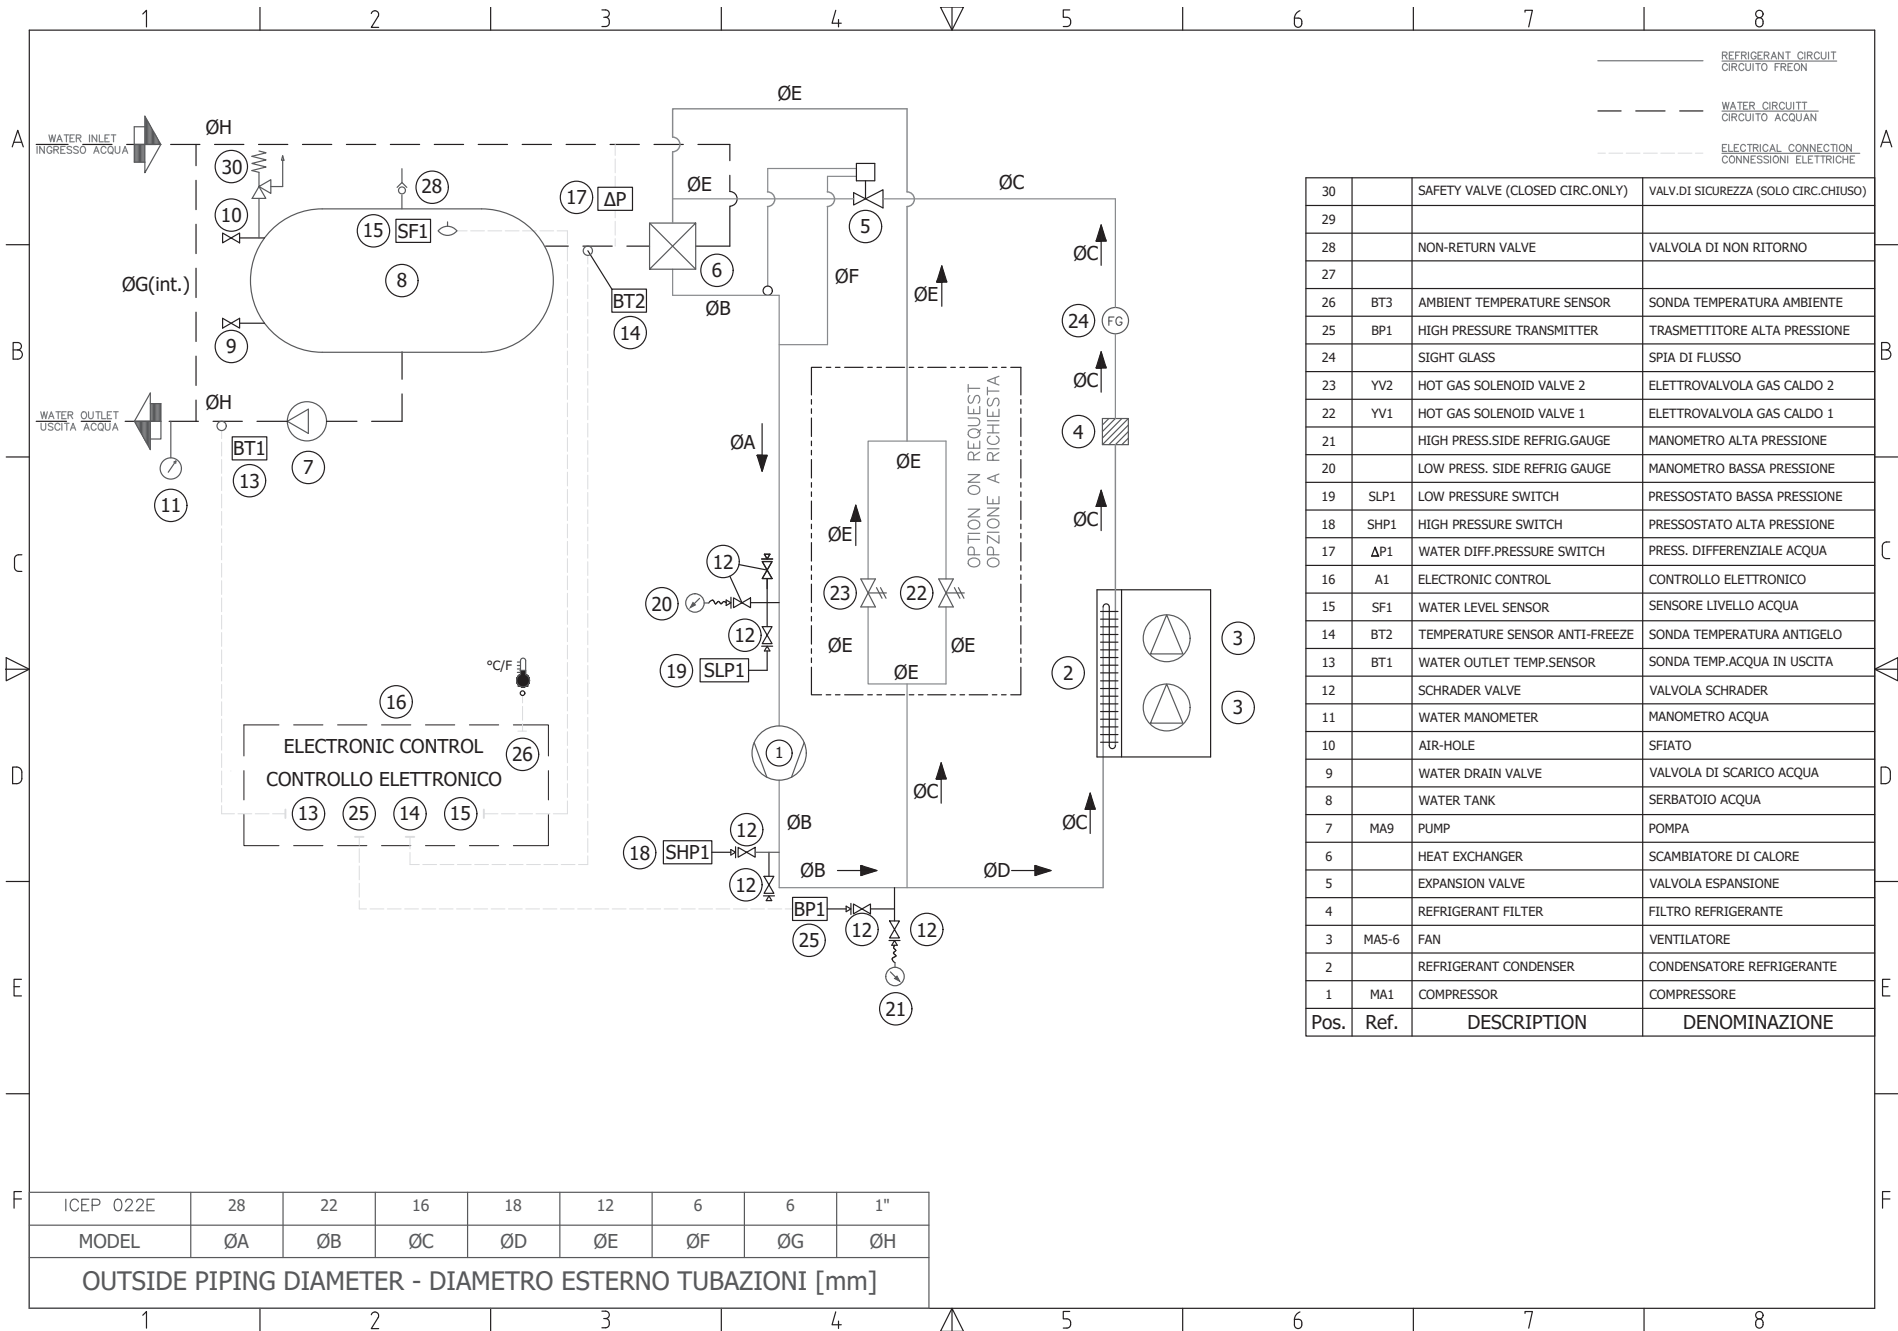 1 2 3 4 5 6 7 8
REFRIGERANT CIRCUIT
CIRCUITO FREON
WATER CIRCUITT
CIRCUITO ACQUAN
ELECTRICAL CONNECTION
CONNESSIONI ELETTRICHE
A
A
WATER INLET
INGRESSO ACQUA
ØH
30
10
28
15 SF1
8
ØG(int.)
9
B
B
WATER OUTLET
USCITA ACQUA
ØH
BT1
13
7
11
17 ΔP
BT2
14
6
ØE
ØE
ØC
5
ØF
ØB
ØE
ØC
24 FG
ØC
4
ØC
ØA
OPTION ON REQUEST
OPZIONE A RICHIESTA
ØE
ØE
23
22
ØE
ØE
ØE
C
C
12
20
12
19 SLP1
2
3
3
°C/F
16
ELECTRONIC CONTROL
CONTROLLO ELETTRONICO
26
13 25 14 15
D
D
1
ØC
ØC
ØB
12
18 SHP1
12
ØB
ØD
BP1
25
12
12
21
E
E
30 SAFETY VALVE (CLOSED CIRC.ONLY) VALV.DI SICUREZZA (SOLO CIRC.CHIUSO)
29
28 NON-RETURN VALVE VALVOLA DI NON RITORNO
27
26 BT3 AMBIENT TEMPERATURE SENSOR SONDA TEMPERATURA AMBIENTE
25 BP1 HIGH PRESSURE TRANSMITTER TRASMETTITORE ALTA PRESSIONE
24 SIGHT GLASS SPIA DI FLUSSO
23 YV2 HOT GAS SOLENOID VALVE 2 ELETTROVALVOLA GAS CALDO 2
22 YV1 HOT GAS SOLENOID VALVE 1 ELETTROVALVOLA GAS CALDO 1
21 HIGH PRESS.SIDE REFRIG.GAUGE MANOMETRO ALTA PRESSIONE
20 LOW PRESS. SIDE REFRIG GAUGE MANOMETRO BASSA PRESSIONE
19 SLP1 LOW PRESSURE SWITCH PRESSOSTATO BASSA PRESSIONE
18 SHP1 HIGH PRESSURE SWITCH PRESSOSTATO ALTA PRESSIONE
17 ΔP1 WATER DIFF.PRESSURE SWITCH PRESS. DIFFERENZIALE ACQUA
16 A1 ELECTRONIC CONTROL CONTROLLO ELETTRONICO
15 SF1 WATER LEVEL SENSOR SENSORE LIVELLO ACQUA
14 BT2 TEMPERATURE SENSOR ANTI-FREEZE SONDA TEMPERATURA ANTIGELO
13 BT1 WATER OUTLET TEMP.SENSOR SONDA TEMP.ACQUA IN USCITA
12 SCHRADER VALVE VALVOLA SCHRADER
11 WATER MANOMETER MANOMETRO ACQUA
10 AIR-HOLE SFIATO
9 WATER DRAIN VALVE VALVOLA DI SCARICO ACQUA
8 WATER TANK SERBATOIO ACQUA
7 MA9 PUMP POMPA
6 HEAT EXCHANGER SCAMBIATORE DI CALORE
5 EXPANSION VALVE VALVOLA ESPANSIONE
4 REFRIGERANT FILTER FILTRO REFRIGERANTE
3 MA5-6 FAN VENTILATORE
2 REFRIGERANT CONDENSER CONDENSATORE REFRIGERANTE
1 MA1 COMPRESSOR COMPRESSORE
Pos. Ref. DESCRIPTION DENOMINAZIONE
F
F
ICEP 022E 28 22 16 18 12 6 6 1"
MODEL ØA ØB ØC ØD ØE ØF ØG ØH
OUTSIDE PIPING DIAMETER - DIAMETRO ESTERNO TUBAZIONI [mm]
1 2 3 4 5 6 7 8